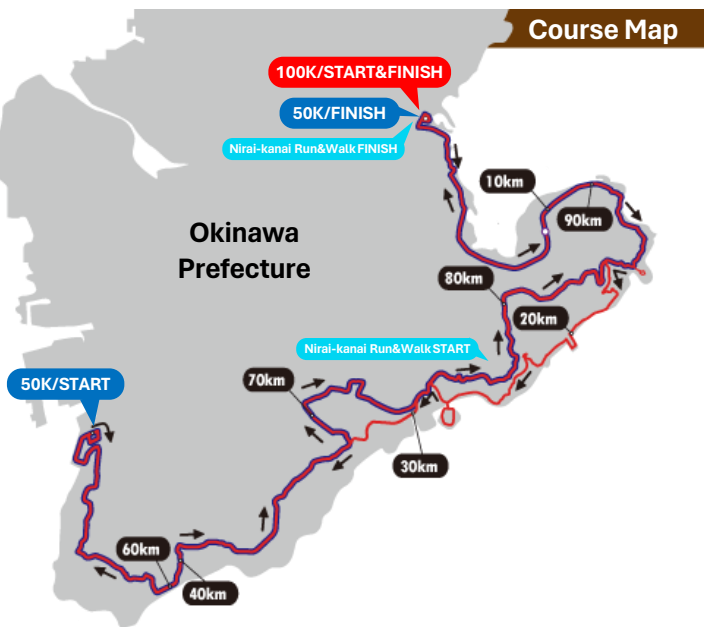 Course Map
100K/START&FINISH
50K/FINISH
Nirai-kanai Run&Walk FINISH
10km
90km
Okinawa
Prefecture
80km
20km
Nirai-kanai Run&Walk START
50K/START
70km
30km
60km
40km